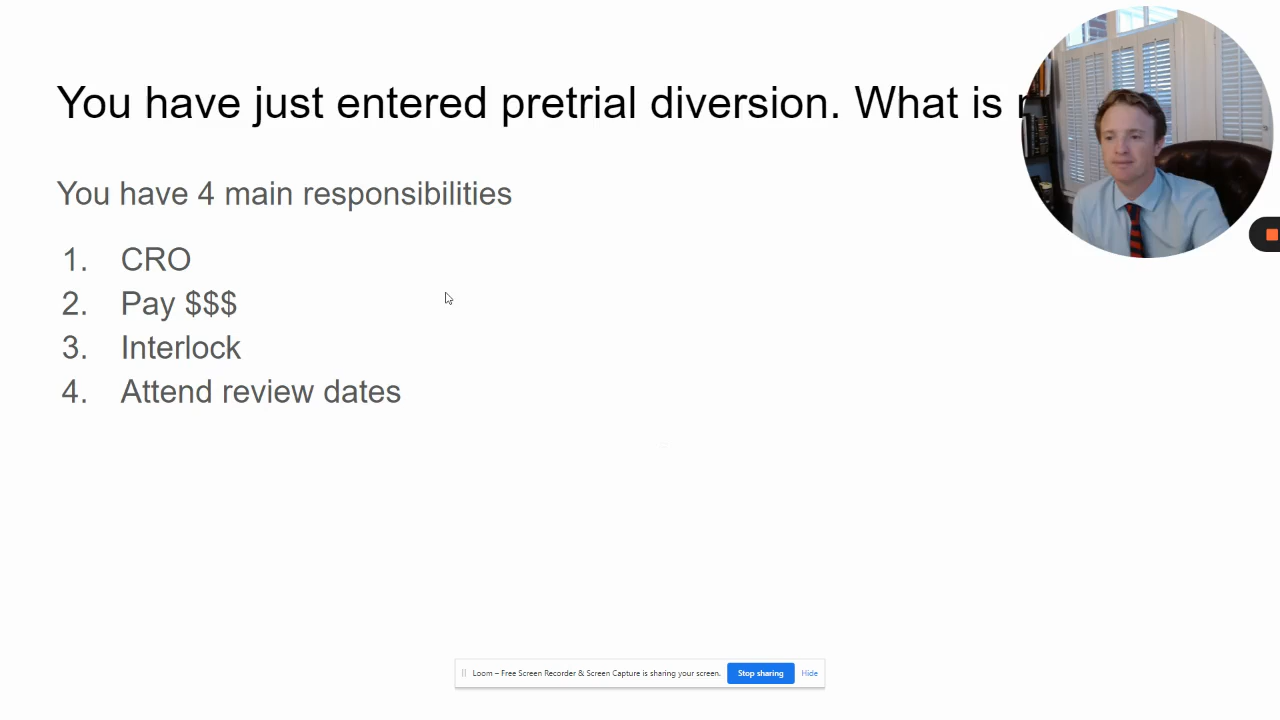 You have just entered pretrial diversion. What is
You have 4 main responsibilities
1. CRO
2. Pay $$$
3. Interlock
4. Attend review dates
Loom – Free Screen Recorder & Screen Capture is sharing your screen. Stop sharing Hide